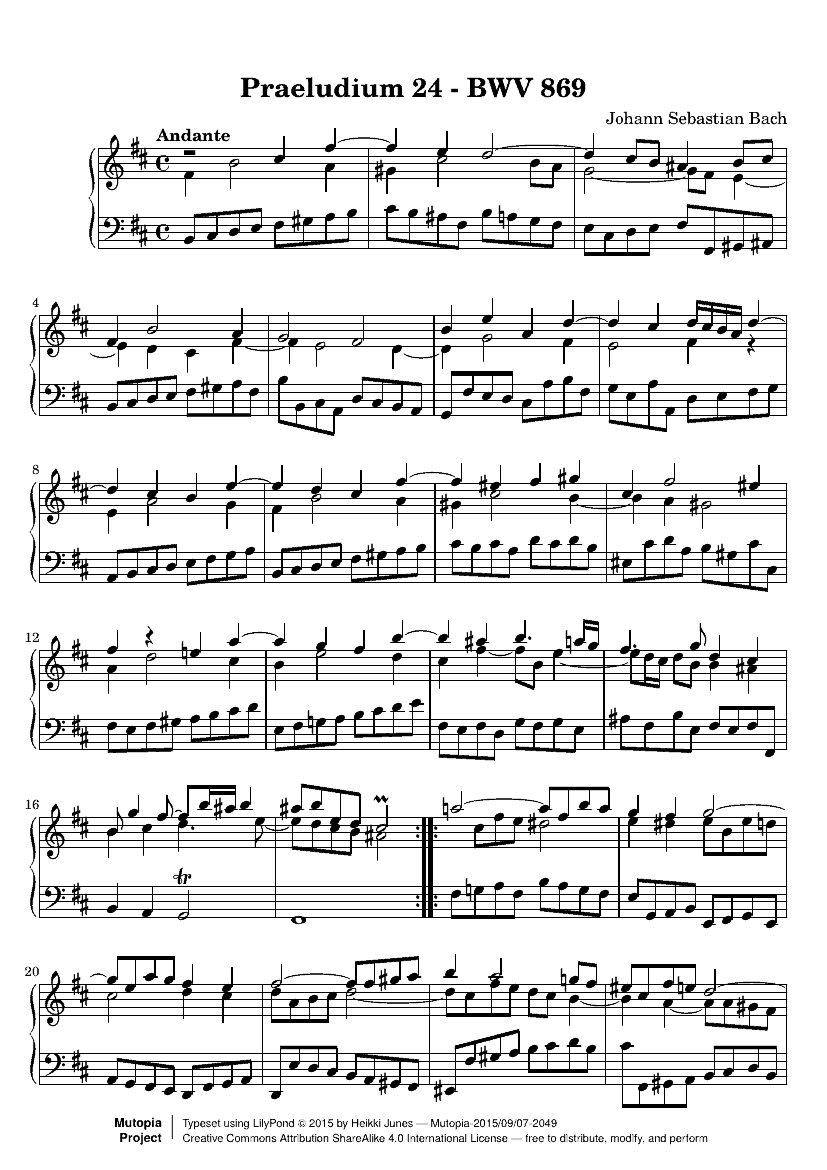 Praeludium 24 - BWV 869
Johann Sebastian Bach
Andante
4
8
12
16
tr
20
Mutopia Project
Typeset using LilyPond © 2015 by Heikki Junes — Mutopia-2015/09/07-2049
Creative Commons Attribution ShareAlike 4.0 International License — free to distribute, modify, and perform